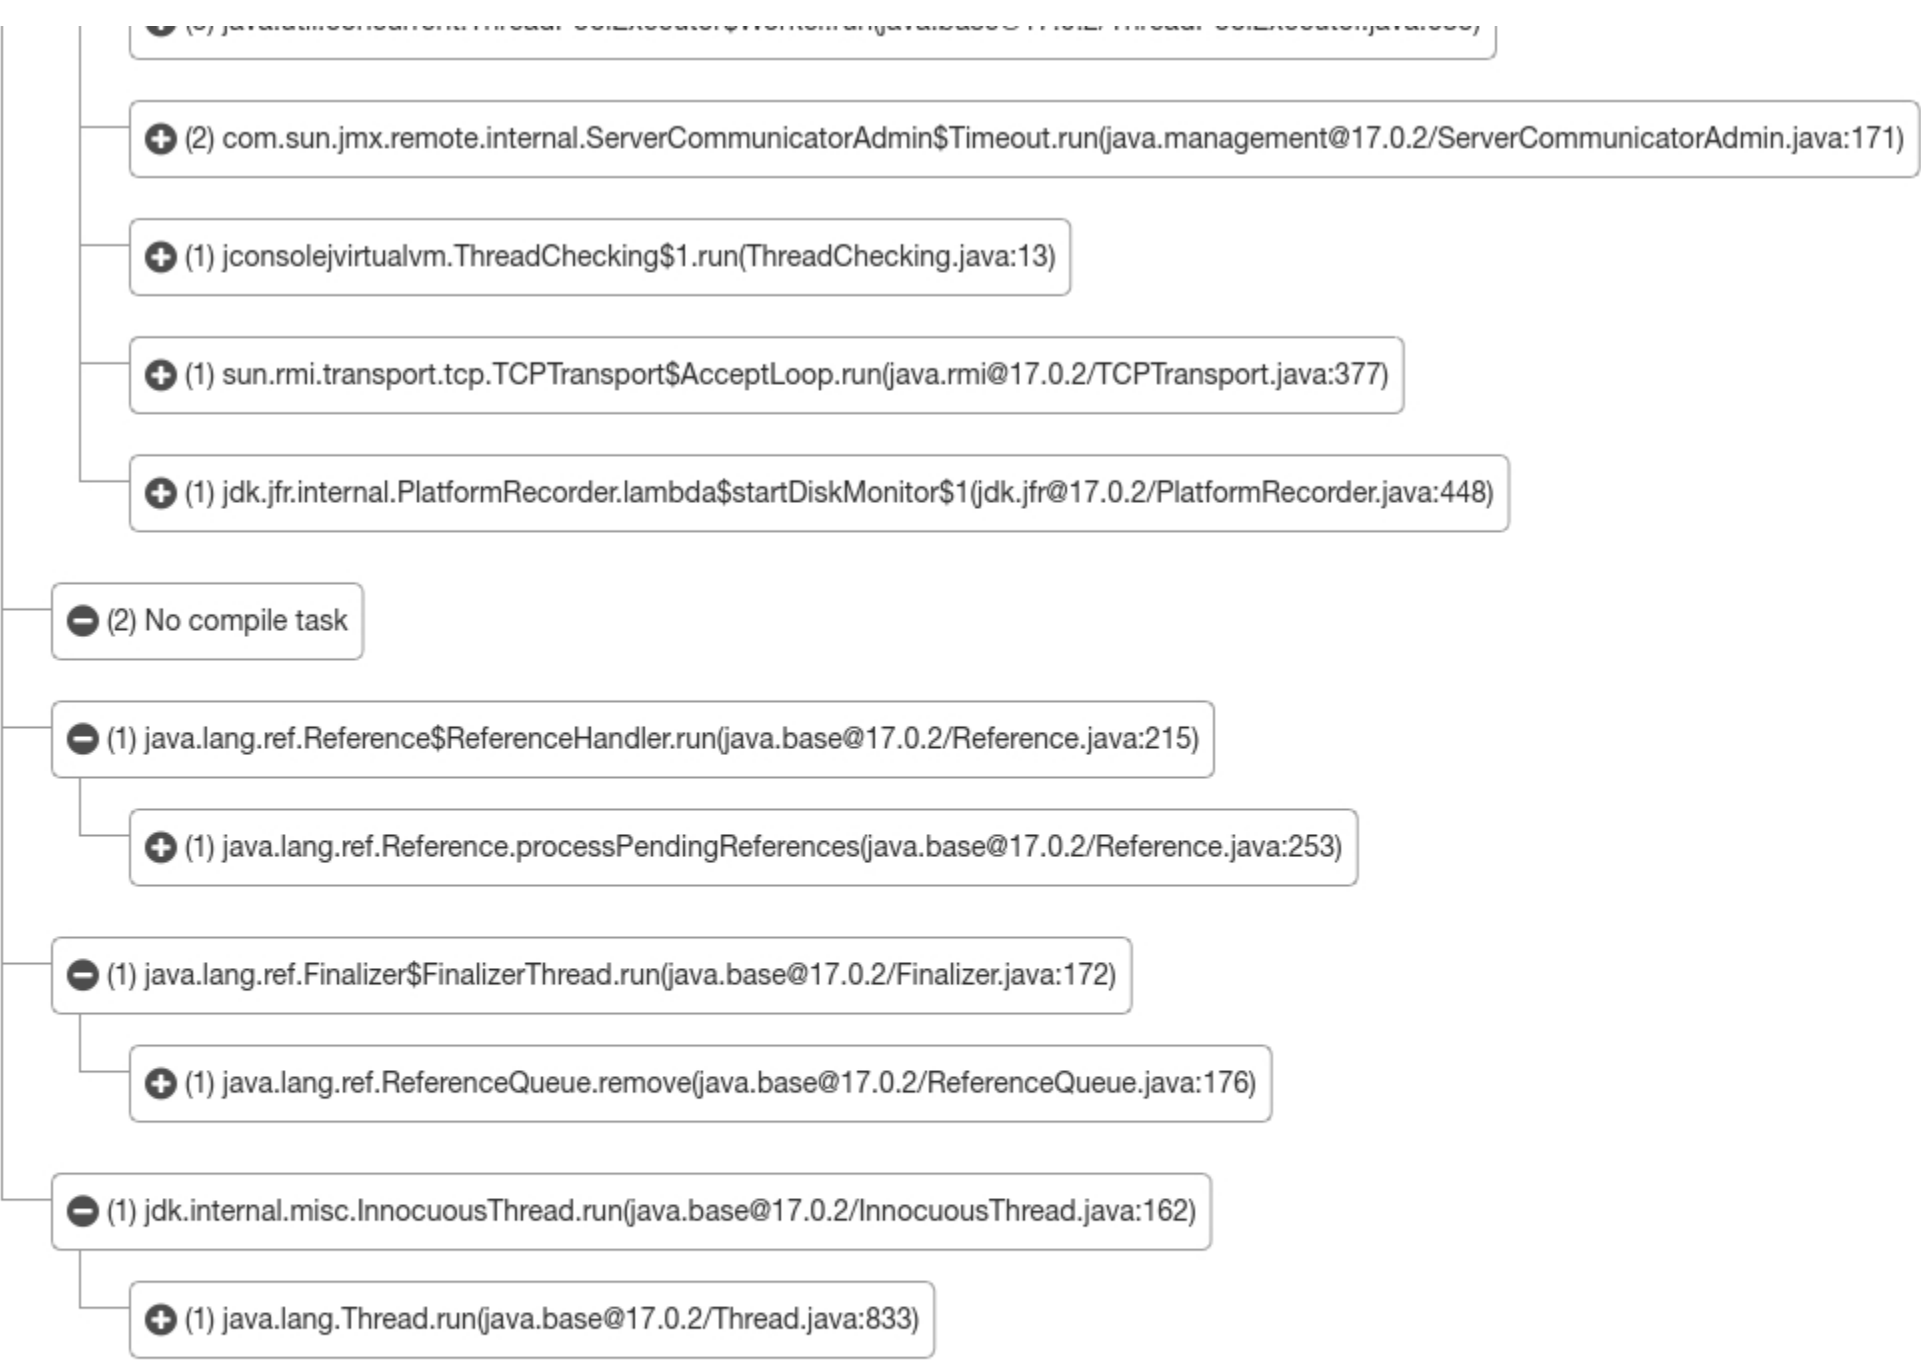 (2) com.sun.jmx.remote.internal.ServerCommunicatorAdmin$Timeout.run(java.management@17.0.2/ServerCommunicatorAdmin.java:171)
(1) jconsolejvirtualvm.ThreadChecking$1.run(ThreadChecking.java:13)
(1) sun.rmi.transport.tcp.TCPTransport$AcceptLoop.run(java.rmi@17.0.2/TCPTransport.java:377)
(1) jdk.jfr.internal.PlatformRecorder.lambda$startDiskMonitor$1(jdk.jfr@17.0.2/PlatformRecorder.java:448)
(2) No compile task
(1) java.lang.ref.Reference$ReferenceHandler.run(java.base@17.0.2/Reference.java:215)
(1) java.lang.ref.Reference.processPendingReferences(java.base@17.0.2/Reference.java:253)
(1) java.lang.ref.Finalizer$FinalizerThread.run(java.base@17.0.2/Finalizer.java:172)
(1) java.lang.ref.ReferenceQueue.remove(java.base@17.0.2/ReferenceQueue.java:176)
(1) jdk.internal.misc.InnocuousThread.run(java.base@17.0.2/InnocuousThread.java:162)
(1) java.lang.Thread.run(java.base@17.0.2/Thread.java:833)